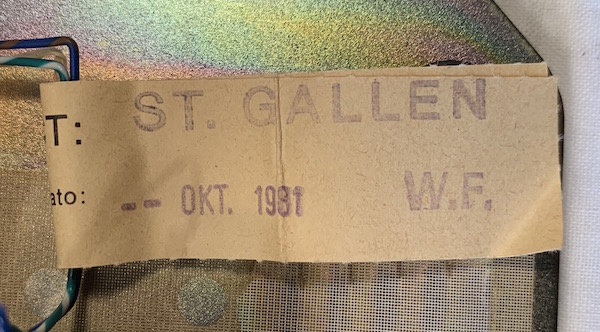 T: ST. GALLEN
ato: -- OKT. 1981 W.F.